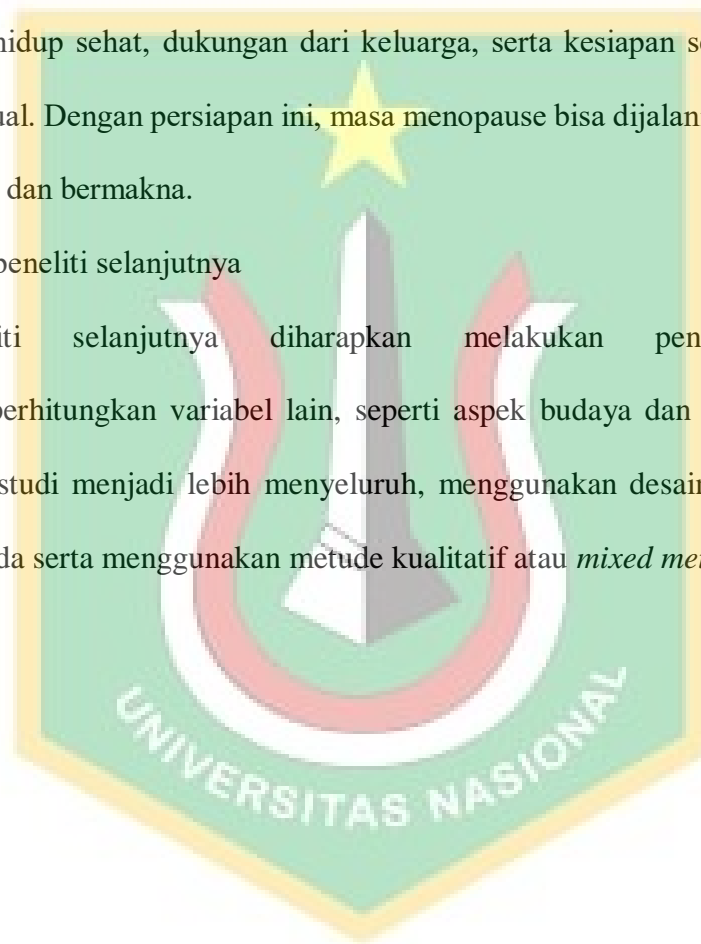 hidup sehat, dukungan dari keluarga, serta kesiapan se
ual. Dengan persiapan ini, masa menopause bisa dijalan
dan bermakna.
peneliti selanjutnya
iti selanjutnya diharapkan melakukan pen
perhitungkan variabel lain, seperti aspek budaya dan
studi menjadi lebih menyeluruh, menggunakan desain
da serta menggunakan metude kualitatif atau mixed me
UNIVERSITAS NASIONAL